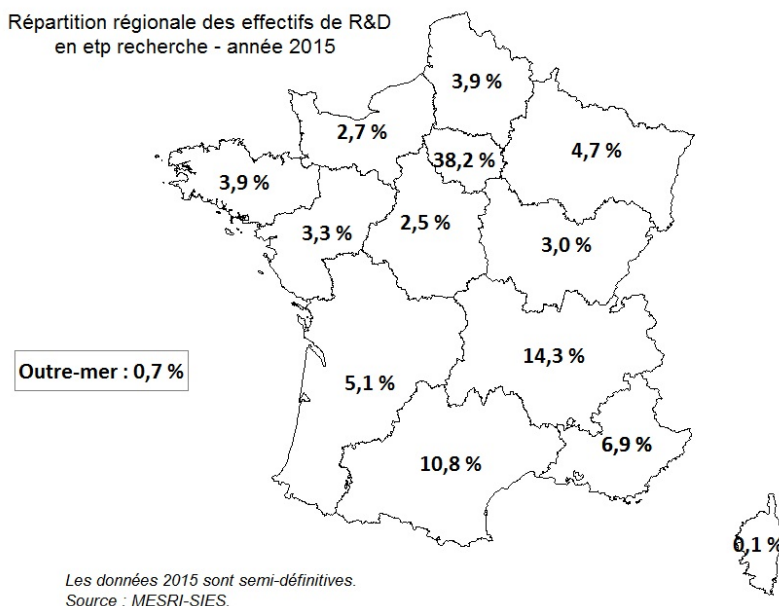 Répartition régionale des effectifs de R&D
en etp recherche - année 2015
3,9 %
2,7 %
38,2 %
4,7 %
3,9 %
3,3 %
2,5 %
3,0 %
14,3 %
Outre-mer : 0,7 %
5,1 %
6,9 %
10,8 %
0,1 %
Les données 2015 sont semi-définitives.
Source : MESRI-SIES.